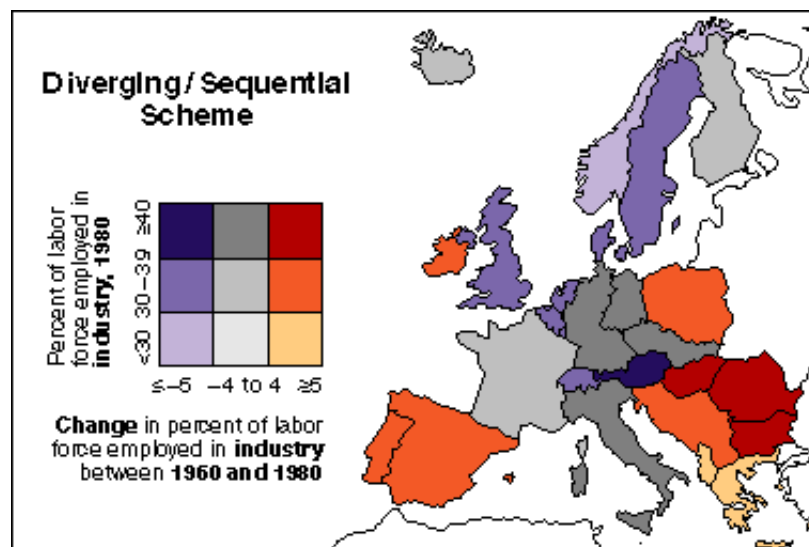 Diverging/Sequential
Scheme
Percent of labor
force employed in
industry, 1980
≥40
30–39
<30
≤−5 −4 to 4 ≥5
Change in percent of labor
force employed in industry
between 1960 and 1980